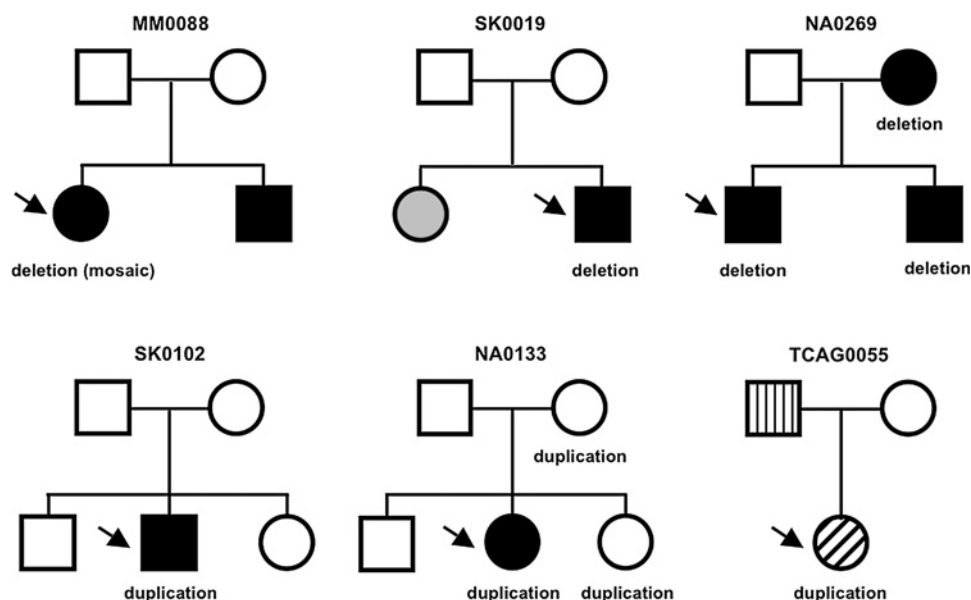 MM0088
SK0019
NA0269
deletion
deletion (mosaic)
deletion
deletion
deletion
SK0102
NA0133
TCAG0055
duplication
duplication
duplication
duplication
duplication